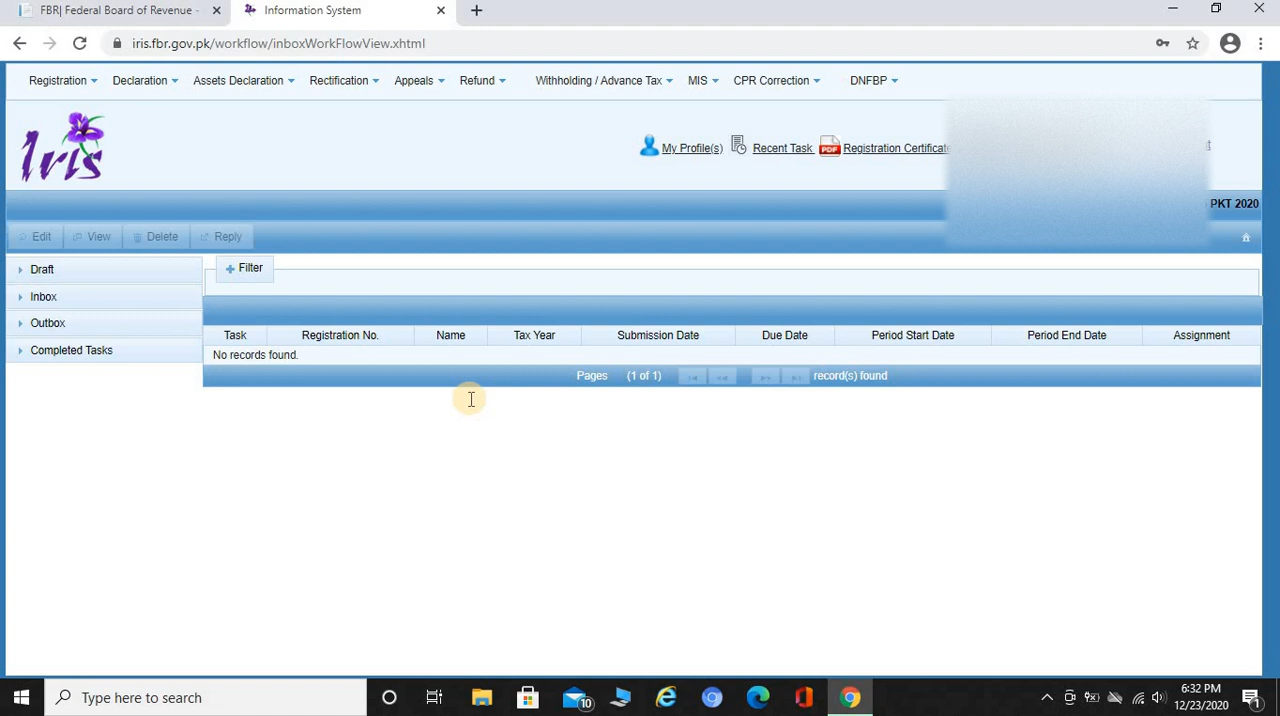 FBR| Federal Board of Revenue -
Information System
iris.fbr.gov.pk/workflow/inboxWorkFlowView.xhtml
Registration Declaration Assets Declaration Rectification Appeals Refund Withholding / Advance Tax MIS CPR Correction DNFBP
Iris
My Profile(s) Recent Task PDF Registration Certificate
PKT 2020
Edit View Delete Reply
Draft
Inbox
Outbox
Completed Tasks
Filter
Task Registration No. Name Tax Year Submission Date Due Date Period Start Date Period End Date Assignment
No records found.
Pages (1 of 1) record(s) found
Type here to search
10
6:32 PM
12/23/2020
1